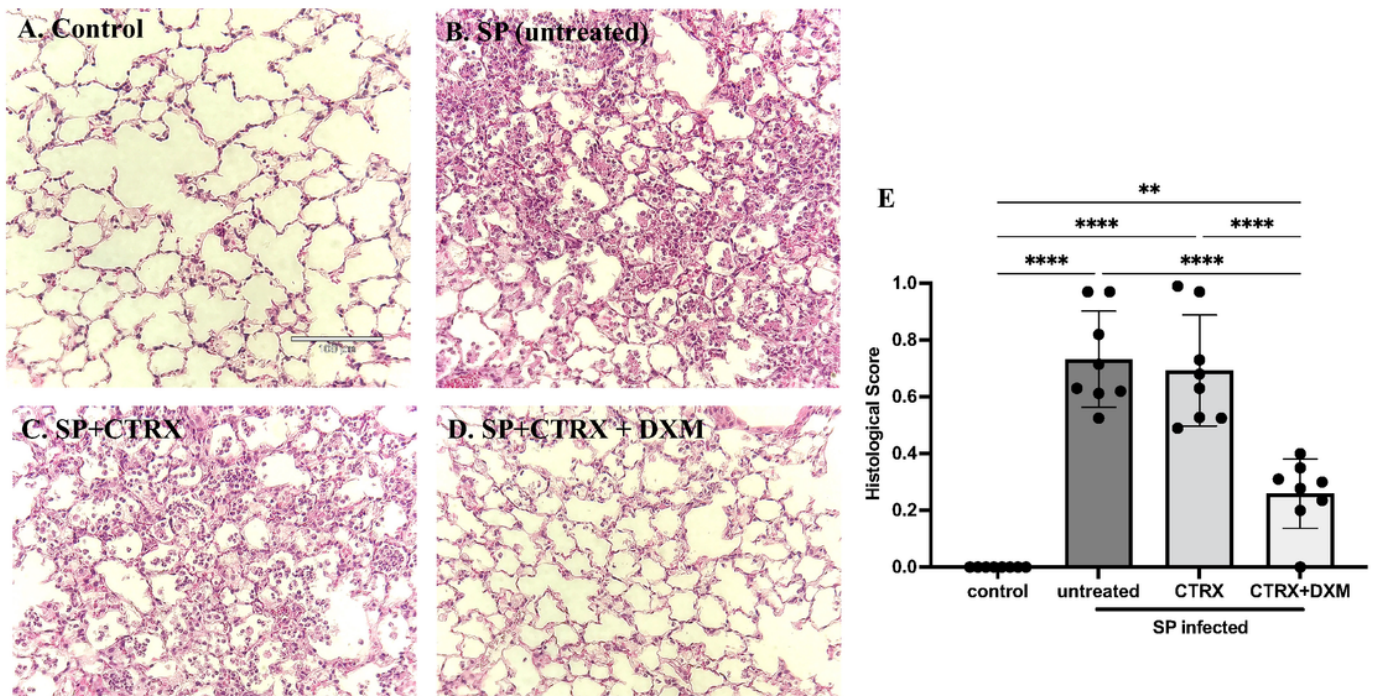 A. Control
B. SP (untreated)
C. SP+CTRX
D. SP+CTRX + DXM
E
**
**** ****
**** ****
1.0
0.8
0.6
0.4
0.2
0.0
Histological Score
control untreated CTRX CTRX+DXM
SP infected